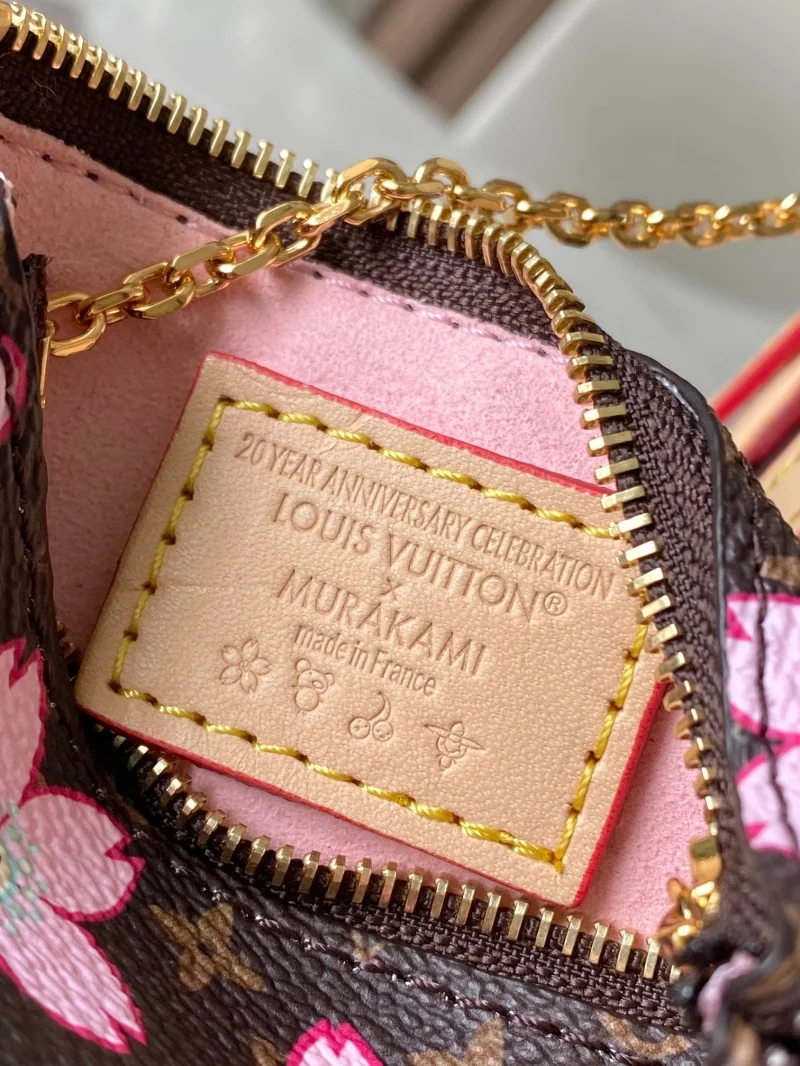 20 YEAR ANNIVERSARY CELEBRATION
LOUIS VUITTON®
x
MURAKAMI
made in France